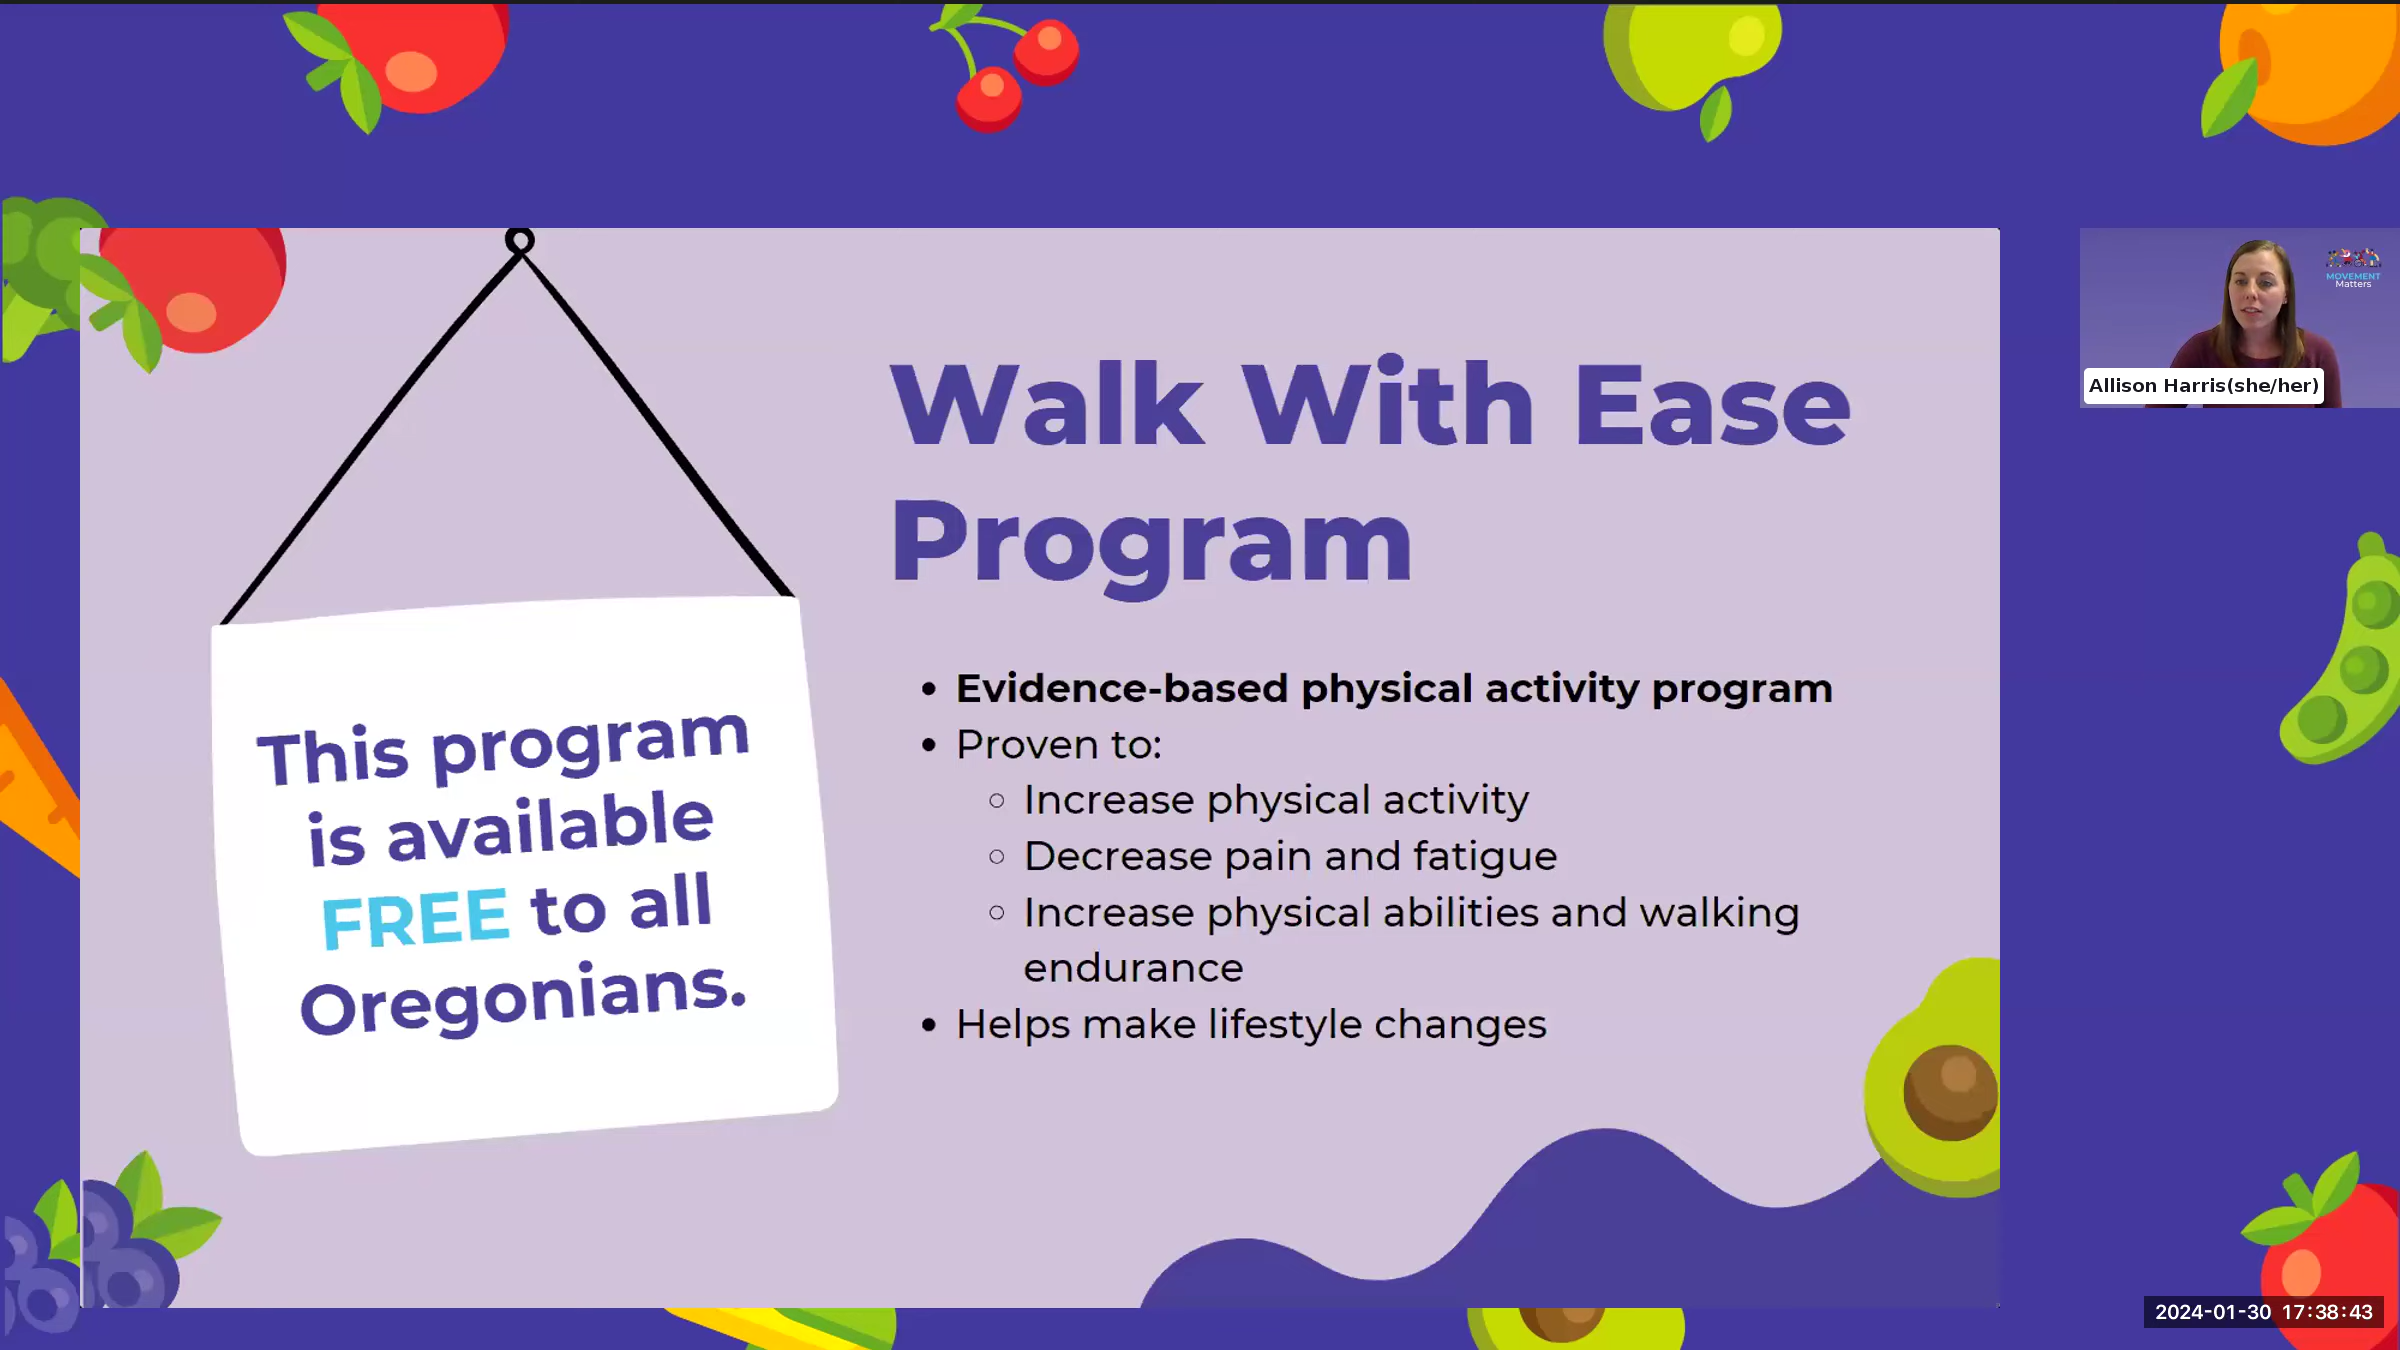 Walk With Ease
Program
This program
is available
FREE to all
Oregonians.
Evidence-based physical activity program
Proven to:
Increase physical activity
Decrease pain and fatigue
Increase physical abilities and walking
endurance
Helps make lifestyle changes
MOVEMENT
Matters
Allison Harris(she/her)
2024-01-30 17:38:43